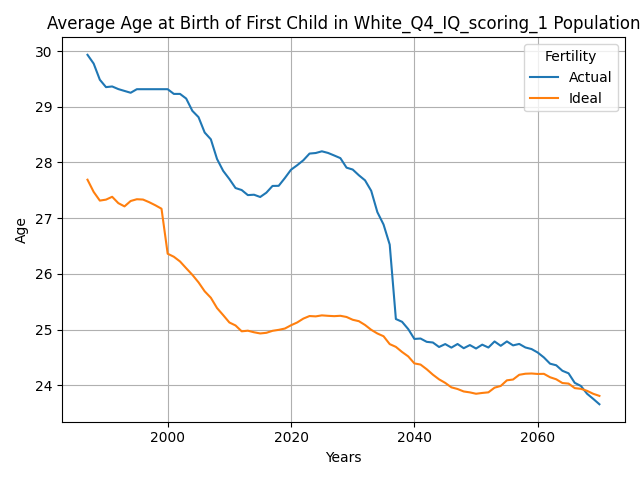 Average Age at Birth of First Child in White_Q4_IQ_scoring_1 Population
Fertility
Actual
Ideal
30
29
28
27
26
25
24
Age
2000
2020
2040
2060
Years